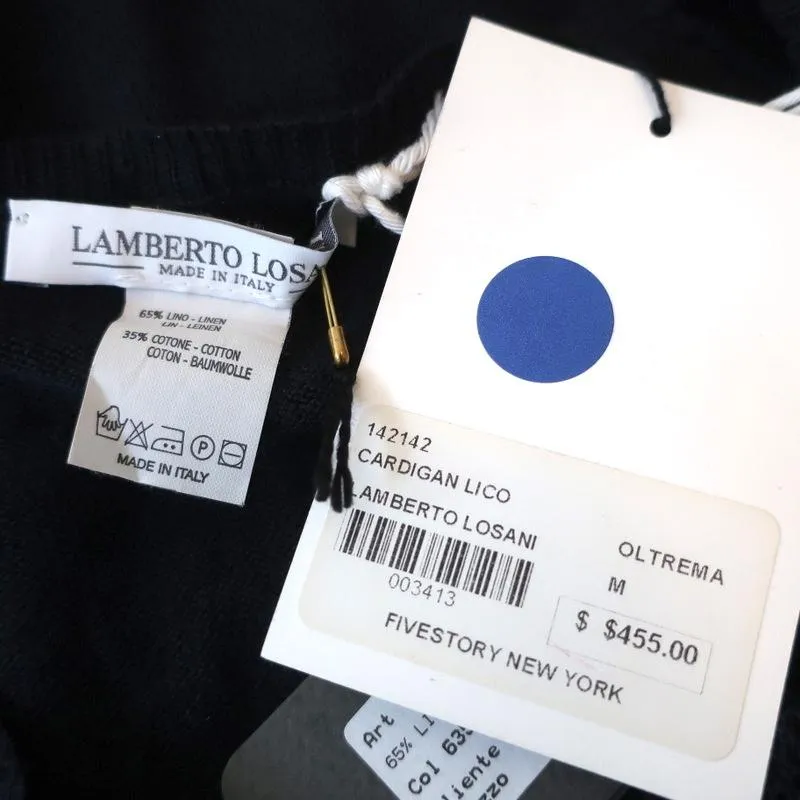 LAMBERTO LOSA
MADE IN ITALY
65% LINO - LINEN
LIN - LEINEN
35% COTONE - COTTON
COTON - BAUMWOLLE
P
MADE IN ITALY
142142
CARDIGAN LICO
LAMBERTO LOSANI
OLTREMA
M
003413
$ $455.00
FIVESTORY NEW YORK
Art
65% LI
Col 63
liente
zzo